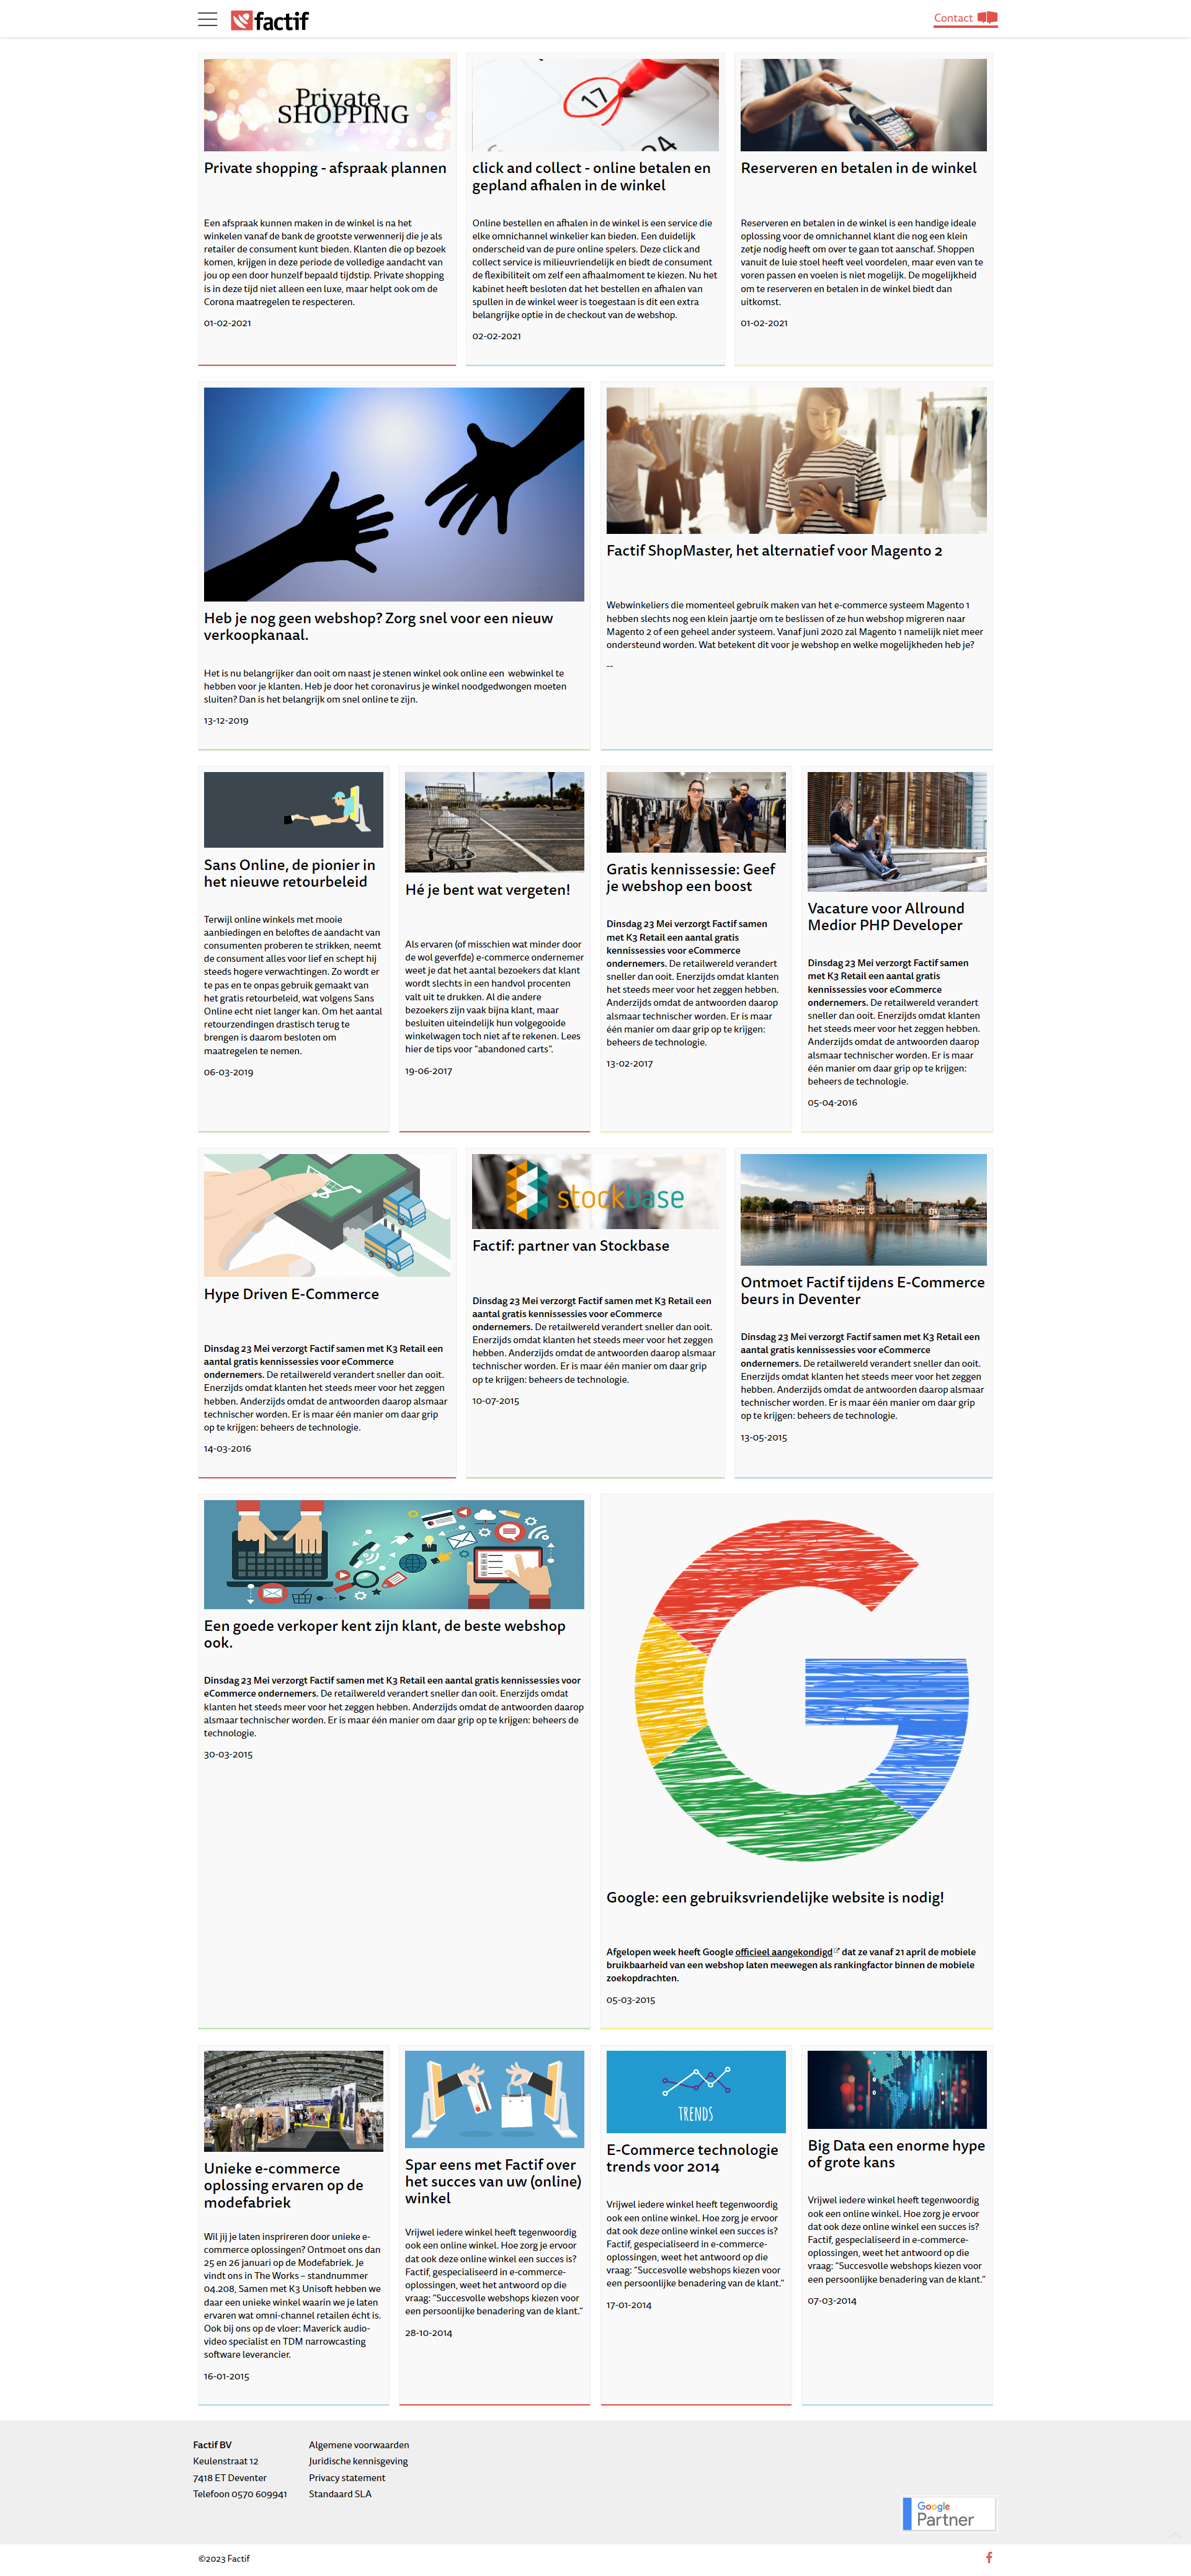 factif
Contact
Private
SHOPPING
Private shopping - afspraak plannen
Een afspraak kunnen maken in de winkel is na het
winkelen vanaf de bank de grootste verwennerij die je als
retailer de consument kunt bieden. Klanten die op bezoek
komen, krijgen in deze periode de volledige aandacht van
jou op een door hunzelf bepaald tijdstip. Private shopping
is in deze tijd niet alleen een luxe, maar helpt ook om de
Corona maatregelen te respecteren.
01-02-2021
17
24
click and collect - online betalen en
gepland afhalen in de winkel
Online bestellen en afhalen in de winkel is een service die
elke omnichannel winkelier kan bieden. Een duidelijk
onderscheid van de pure online spelers. Deze click and
collect service is milieuvriendelijk en biedt de consument
de flexibiliteit om zelf een afhaalmoment te kiezen. Nu het
kabinet heeft besloten dat het bestellen en afhalen van
spullen in de winkel weer is toegestaan is dit een extra
belangrijke optie in de checkout van de webshop.
02-02-2021
Reserveren en betalen in de winkel
Reserveren en betalen in de winkel is een handige ideale
oplossing voor de omnichannel klant die nog een klein
zetje nodig heeft om over te gaan tot aanschaf. Shoppen
vanuit de luie stoel heeft veel voordelen, maar even van te
voren passen en voelen is niet mogelijk. De mogelijkheid
om te reserveren en betalen in de winkel biedt dan
uitkomst.
01-02-2021
Heb je nog geen webshop? Zorg snel voor een nieuw
verkoopkanaal.
Het is nu belangrijker dan ooit om naast je stenen winkel ook online een webwinkel te
hebben voor je klanten. Heb je door het coronavirus je winkel noodgedwongen moeten
sluiten? Dan is het belangrijk om snel online te zijn.
13-12-2019
Factif ShopMaster, het alternatief voor Magento 2
Webwinkeliers die momenteel gebruik maken van het e-commerce systeem Magento 1
hebben slechts nog een klein jaartje om te beslissen of ze hun webshop migreren naar
Magento 2 of een geheel ander systeem. Vanaf juni 2020 zal Magento 1 namelijk niet meer
ondersteund worden. Wat betekent dit voor je webshop en welke mogelijkheden heb je?
--
Sans Online, de pionier in
het nieuwe retourbeleid
Terwijl online winkels met mooie
aanbiedingen en beloftes de aandacht van
consumenten proberen te strikken, neemt
de consument alles voor lief en schept hij
steeds hogere verwachtingen. Zo wordt er
te pas en te onpas gebruik gemaakt van
het gratis retourbeleid, wat volgens Sans
Online echt niet langer kan. Om het aantal
retourzendingen drastisch terug te
brengen is daarom besloten om
maatregelen te nemen.
06-03-2019
Hé je bent wat vergeten!
Als ervaren (of misschien wat minder door
de wol geverfde) e-commerce ondernemer
weet je dat het aantal bezoekers dat klant
wordt slechts in een handvol procenten
valt uit te drukken. Al die andere
bezoekers zijn vaak bijna klant, maar
besluiten uiteindelijk hun volgegooide
winkelwagen toch niet af te rekenen. Lees
hier de tips voor “abandoned carts”.
19-06-2017
Gratis kennissessie: Geef
je webshop een boost
Dinsdag 23 Mei verzorgt Factif samen
met K3 Retail een aantal gratis
kennissessies voor eCommerce
ondernemers. De retailwereld verandert
sneller dan ooit. Enerzijds omdat klanten
het steeds meer voor het zeggen hebben.
Anderzijds omdat de antwoorden daarop
alsmaar technischer worden. Er is maar
één manier om daar grip op te krijgen:
beheers de technologie.
13-02-2017
Vacature voor Allround
Medior PHP Developer
Dinsdag 23 Mei verzorgt Factif samen
met K3 Retail een aantal gratis
kennissessies voor eCommerce
ondernemers. De retailwereld verandert
sneller dan ooit. Enerzijds omdat klanten
het steeds meer voor het zeggen hebben.
Anderzijds omdat de antwoorden daarop
alsmaar technischer worden. Er is maar
één manier om daar grip op te krijgen:
beheers de technologie.
05-04-2016
Hype Driven E-Commerce
Dinsdag 23 Mei verzorgt Factif samen met K3 Retail een
aantal gratis kennissessies voor eCommerce
ondernemers. De retailwereld verandert sneller dan ooit.
Enerzijds omdat klanten het steeds meer voor het zeggen
hebben. Anderzijds omdat de antwoorden daarop alsmaar
technischer worden. Er is maar één manier om daar grip
op te krijgen: beheers de technologie.
14-03-2016
stockbase
Factif: partner van Stockbase
Dinsdag 23 Mei verzorgt Factif samen met K3 Retail een
aantal gratis kennissessies voor eCommerce
ondernemers. De retailwereld verandert sneller dan ooit.
Enerzijds omdat klanten het steeds meer voor het zeggen
hebben. Anderzijds omdat de antwoorden daarop alsmaar
technischer worden. Er is maar één manier om daar grip
op te krijgen: beheers de technologie.
10-07-2015
Ontmoet Factif tijdens E-Commerce
beurs in Deventer
Dinsdag 23 Mei verzorgt Factif samen met K3 Retail een
aantal gratis kennissessies voor eCommerce
ondernemers. De retailwereld verandert sneller dan ooit.
Enerzijds omdat klanten het steeds meer voor het zeggen
hebben. Anderzijds omdat de antwoorden daarop alsmaar
technischer worden. Er is maar één manier om daar grip
op te krijgen: beheers de technologie.
13-05-2015
Een goede verkoper kent zijn klant, de beste webshop
ook.
Dinsdag 23 Mei verzorgt Factif samen met K3 Retail een aantal gratis kennissessies voor
eCommerce ondernemers. De retailwereld verandert sneller dan ooit. Enerzijds omdat
klanten het steeds meer voor het zeggen hebben. Anderzijds omdat de antwoorden daarop
alsmaar technischer worden. Er is maar één manier om daar grip op te krijgen: beheers de
technologie.
30-03-2015
G
Google: een gebruiksvriendelijke website is nodig!
Afgelopen week heeft Google officieel aangekondigd dat ze vanaf 21 april de mobiele
bruikbaarheid van een webshop laten meewegen als rankingfactor binnen de mobiele
zoekopdrachten.
05-03-2015
Unieke e-commerce
oplossing ervaren op de
modefabriek
Wil jij je laten insprireren door unieke e-
commerce oplossingen? Ontmoet ons dan
25 en 26 januari op de Modefabriek. Je
vindt ons in The Works – standnummer
04.208, Samen met K3 Unisoft hebben we
daar een unieke winkel waarin we je laten
ervaren wat omni-channel retailen écht is.
Ook bij ons op de vloer: Maverick audio-
video specialist en TDM narrowcasting
software leverancier.
16-01-2015
Spar eens met Factif over
het succes van uw (online)
winkel
Vrijwel iedere winkel heeft tegenwoordig
ook een online winkel. Hoe zorg je ervoor
dat ook deze online winkel een succes is?
Factif, gespecialiseerd in e-commerce-
oplossingen, weet het antwoord op die
vraag: “Succesvolle webshops kiezen voor
een persoonlijke benadering van de klant.”
28-10-2014
TRENDS
E-Commerce technologie
trends voor 2014
Vrijwel iedere winkel heeft tegenwoordig
ook een online winkel. Hoe zorg je ervoor
dat ook deze online winkel een succes is?
Factif, gespecialiseerd in e-commerce-
oplossingen, weet het antwoord op die
vraag: “Succesvolle webshops kiezen voor
een persoonlijke benadering van de klant.”
17-01-2014
Big Data een enorme hype
of grote kans
Vrijwel iedere winkel heeft tegenwoordig
ook een online winkel. Hoe zorg je ervoor
dat ook deze online winkel een succes is?
Factif, gespecialiseerd in e-commerce-
oplossingen, weet het antwoord op die
vraag: “Succesvolle webshops kiezen voor
een persoonlijke benadering van de klant.”
07-03-2014
Factif BV
Keulenstraat 12
7418 ET Deventer
Telefoon 0570 609941
Algemene voorwaarden
Juridische kennisgeving
Privacy statement
Standaard SLA
Google
Partner
©2023 Factif